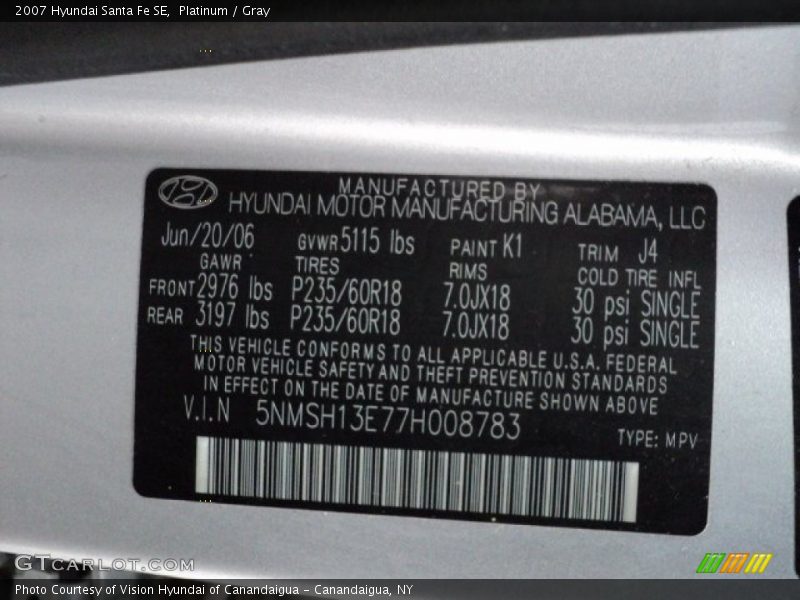 2007 Hyundai Santa Fe SE,  Platinum / Gray
MANUFACTURED BY
HYUNDAI MOTOR MANUFACTURING ALABAMA, LLC
Jun/20/06 GVWR 5115 lbs PAINT K1 TRIM J4
GAWR TIRES RIMS COLD TIRE INFL
FRONT 2976 lbs P235/60R18 7.0JX18 30 psi SINGLE
REAR 3197 lbs P235/60R18 7.0JX18 30 psi SINGLE
THIS VEHICLE CONFORMS TO ALL APPLICABLE U.S.A. FEDERAL
MOTOR VEHICLE SAFETY AND THEFT PREVENTION STANDARDS
IN EFFECT ON THE DATE OF MANUFACTURE SHOWN ABOVE
V.I.N 5NMSH13E77H008783
TYPE: MPV
GTCARLOT.COM
Photo Courtesy of Vision Hyundai of Canandaigua – Canandaigua, NY